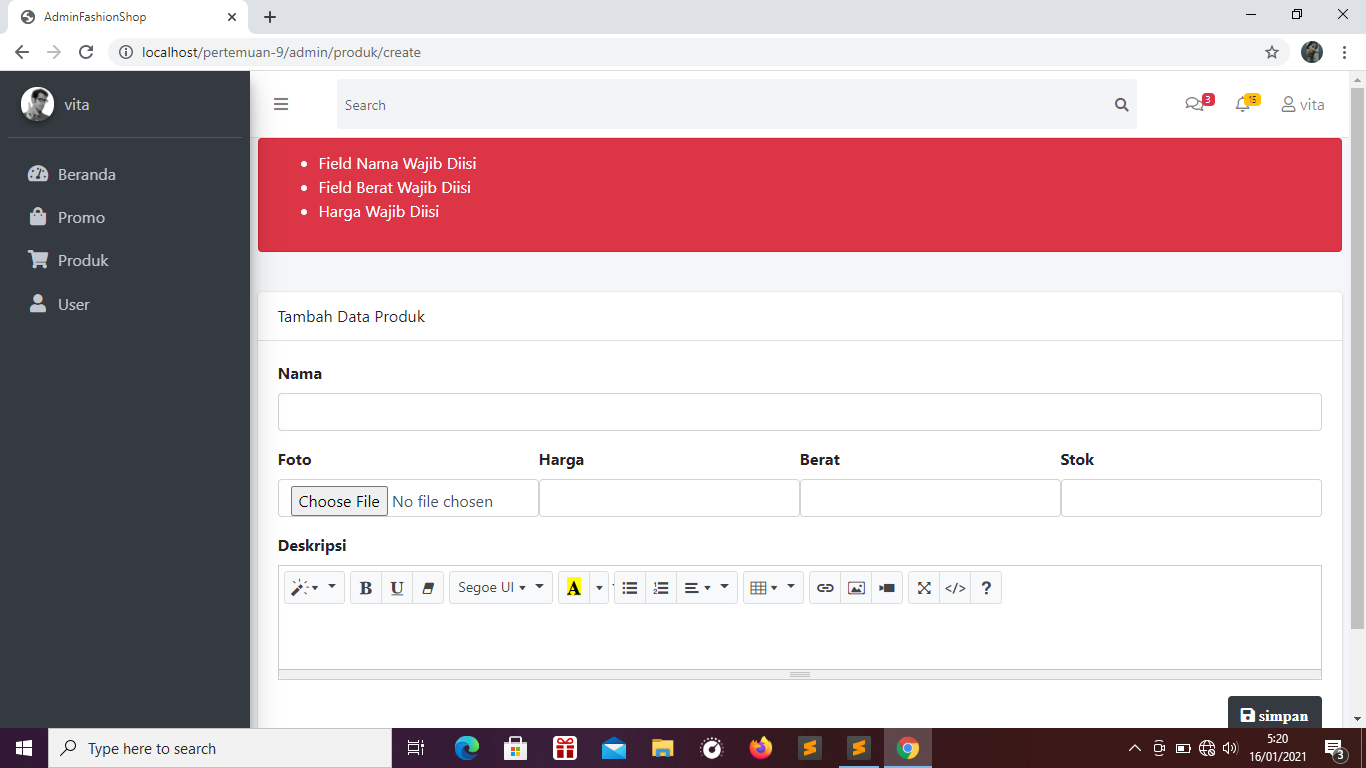 AdminFashionShop
localhost/pertemuan-9/admin/produk/create
vita
Search
3
15
vita
Beranda
Promo
Produk
User
Field Nama Wajib Diisi
Field Berat Wajib Diisi
Harga Wajib Diisi
Tambah Data Produk
Nama
Foto Harga Berat Stok
Choose File No file chosen
Deskripsi
B U Segoe UI A </> ?
simpan
Type here to search
5:20
16/01/2021
3